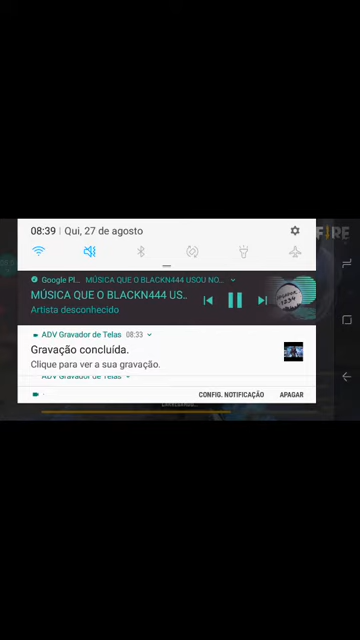 08:39 | Qui, 27 de agosto
FIRE
Google Pl... MÚSICA QUE O BLACKN444 USOU NO...
MÚSICA QUE O BLACKN444 US..
Artista desconhecido
ADV Gravador de Telas 08:33
Gravação concluída.
Clique para ver a sua gravação.
ADV Gravador de Telas
CONFIG. NOTIFICAÇÃO APAGAR